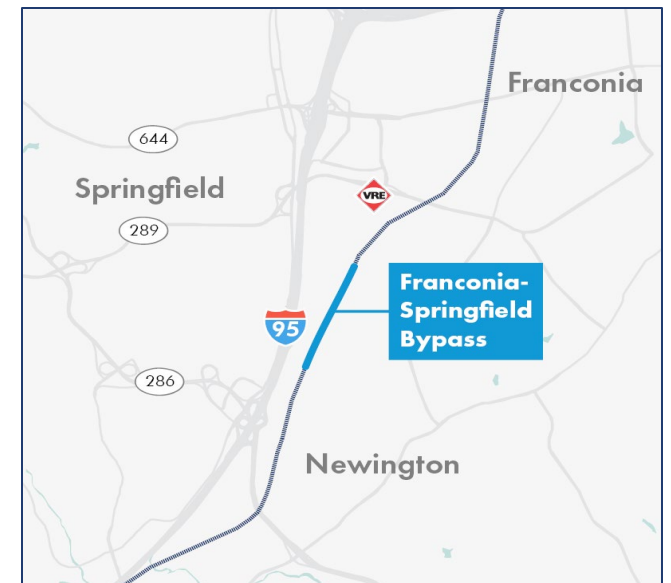 Franconia
644
VRE
Springfield
289
Franconia-
Springfield
Bypass
95
286
Newington